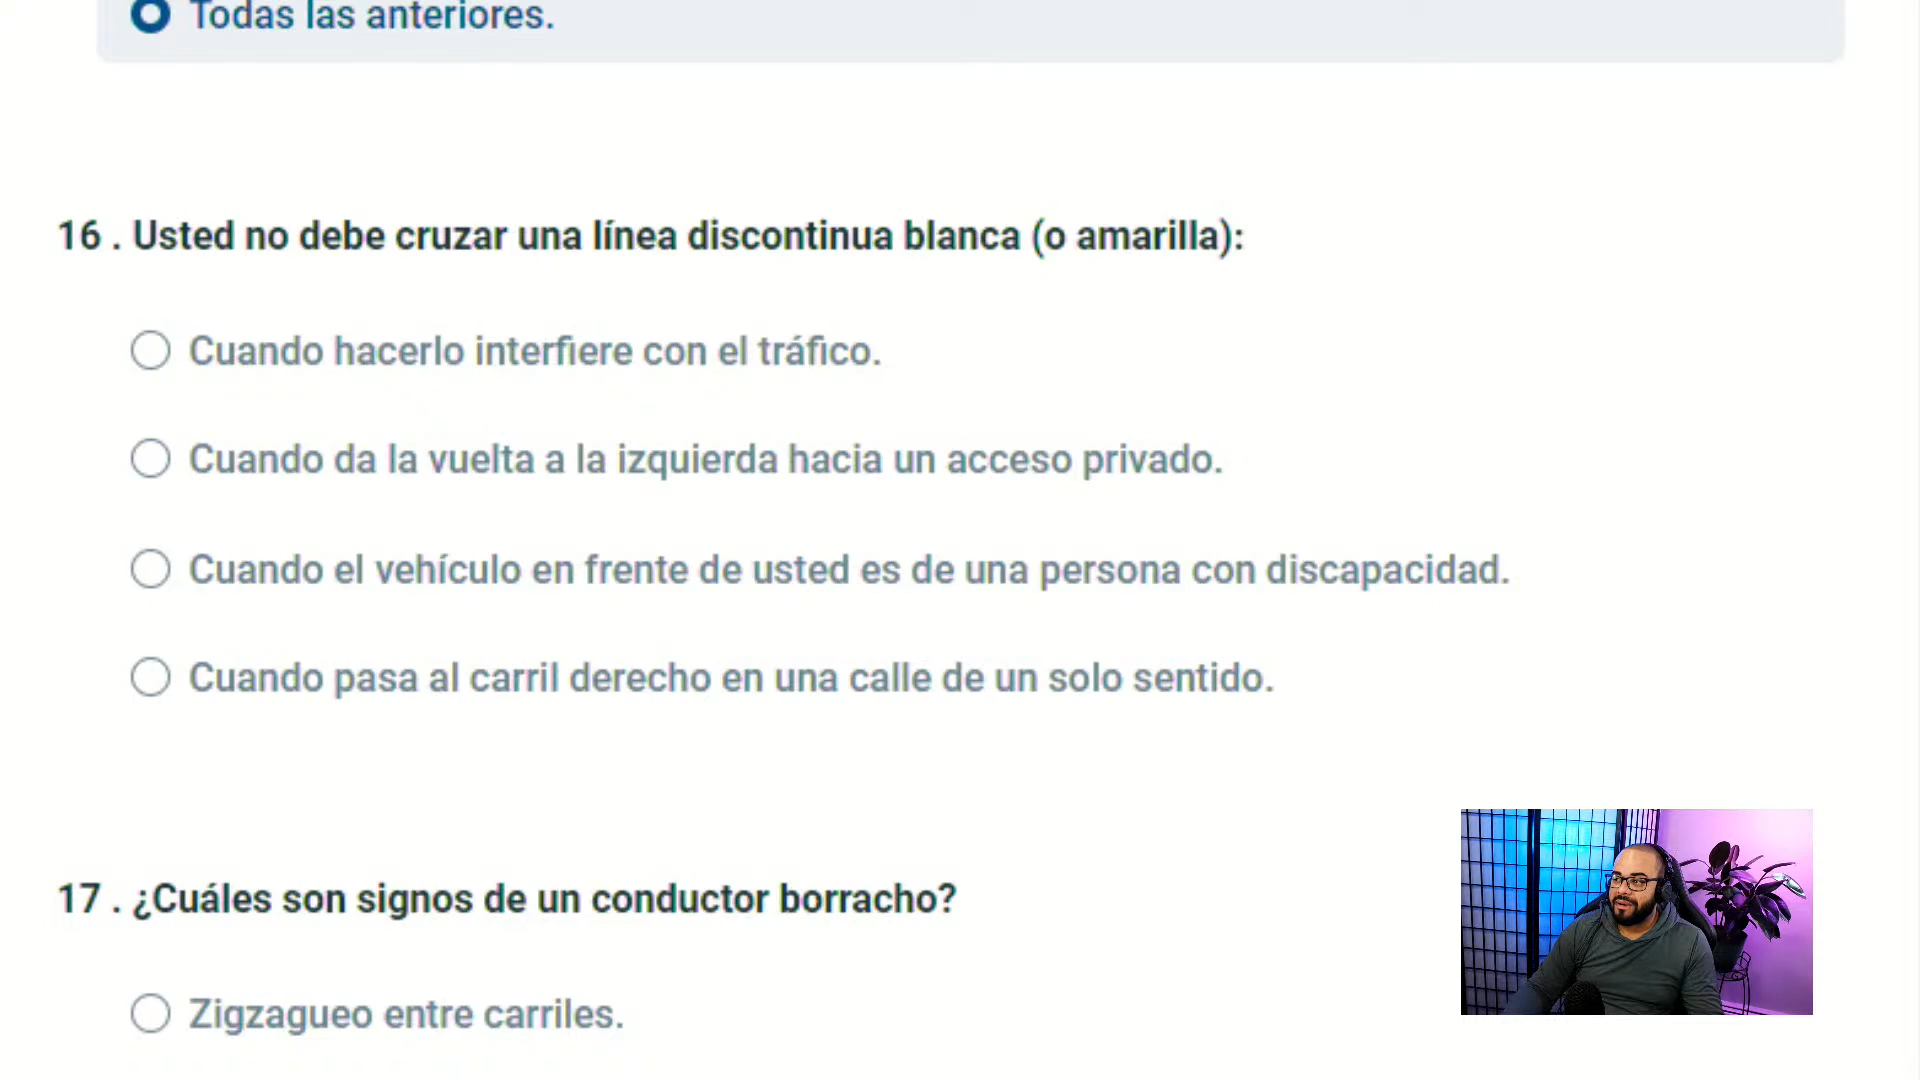 Todas las anteriores.
16 . Usted no debe cruzar una línea discontinua blanca (o amarilla):
Cuando hacerlo interfiere con el tráfico.
Cuando da la vuelta a la izquierda hacia un acceso privado.
Cuando el vehículo en frente de usted es de una persona con discapacidad.
Cuando pasa al carril derecho en una calle de un solo sentido.
17 . ¿Cuáles son signos de un conductor borracho?
Zigzagueo entre carriles.